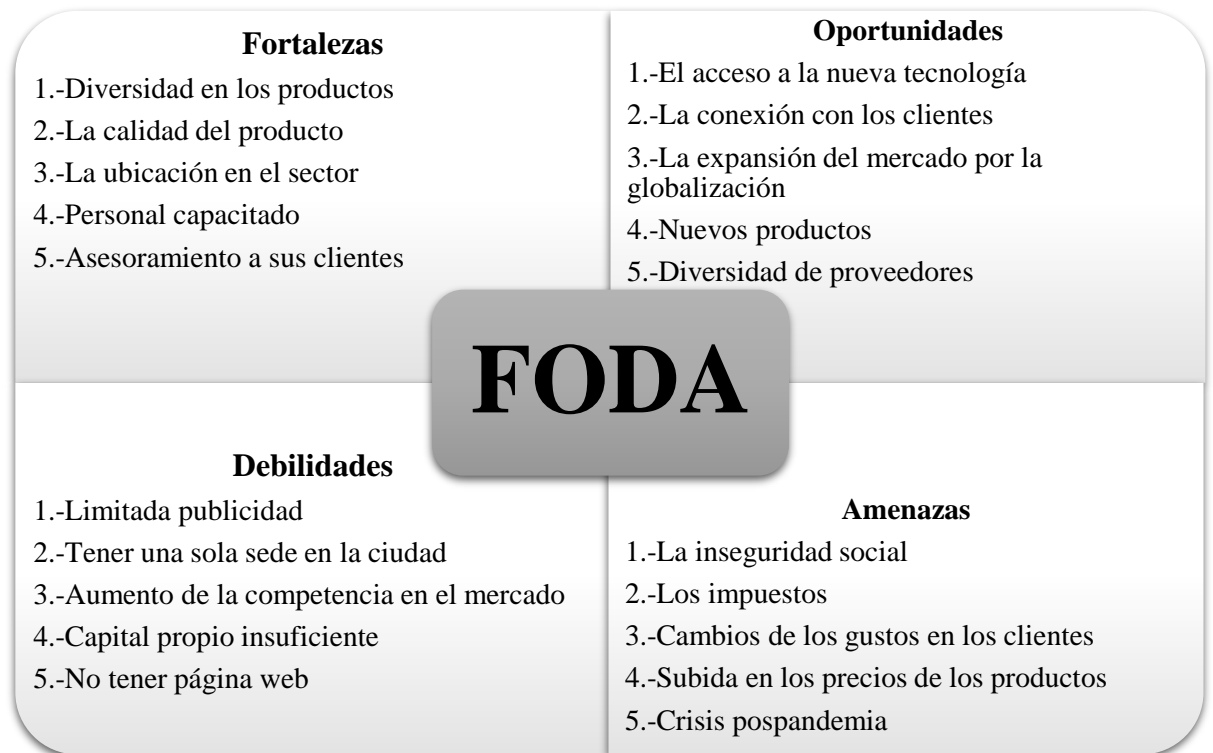 Fortalezas
1.-Diversidad en los productos
2.-La calidad del producto
3.-La ubicación en el sector
4.-Personal capacitado
5.-Asesoramiento a sus clientes
Oportunidades
1.-El acceso a la nueva tecnología
2.-La conexión con los clientes
3.-La expansión del mercado por la
globalización
4.-Nuevos productos
5.-Diversidad de proveedores
FODA
Debilidades
1.-Limitada publicidad
2.-Tener una sola sede en la ciudad
3.-Aumento de la competencia en el mercado
4.-Capital propio insuficiente
5.-No tener página web
Amenazas
1.-La inseguridad social
2.-Los impuestos
3.-Cambios de los gustos en los clientes
4.-Subida en los precios de los productos
5.-Crisis pospandemia